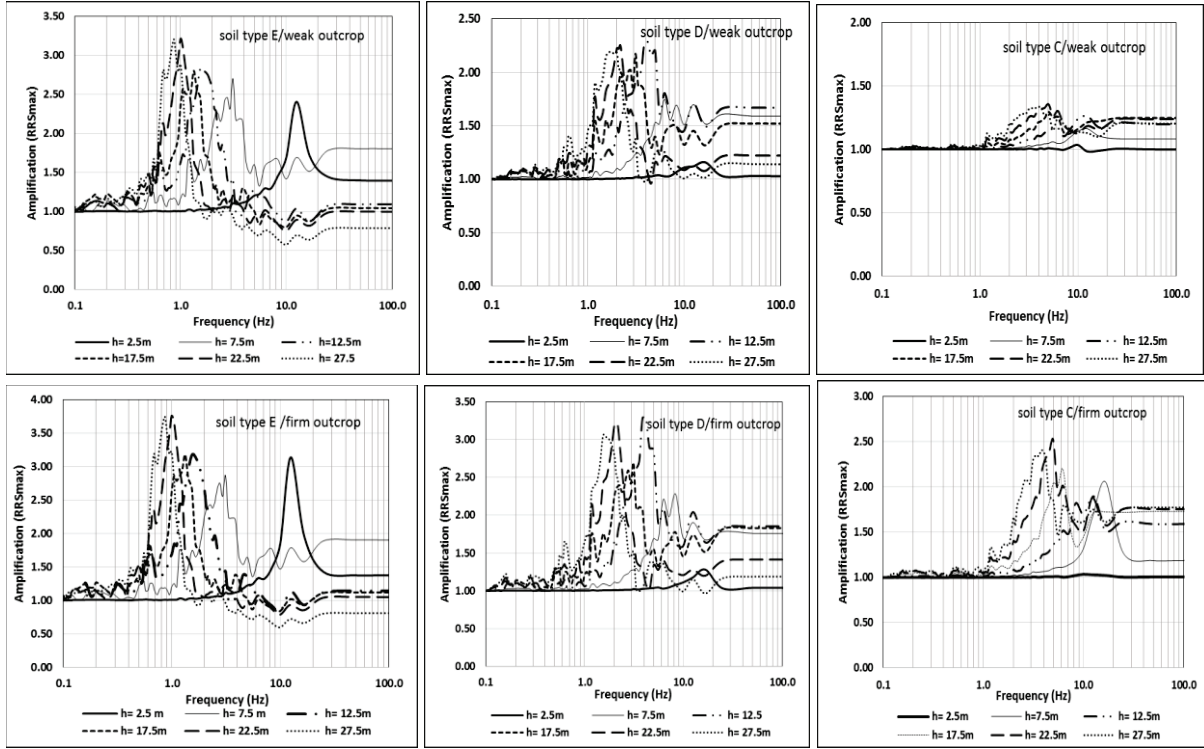 soil type E/weak outcrop
Amplification (RRSmax)
3.50
3.00
2.50
2.00
1.50
1.00
0.50
0.00
0.1 1.0 10.0 100.0
Frequency (Hz)
h= 2.5m h= 7.5m h=12.5m
h=17.5m h= 22.5m h= 27.5
soil type D/weak outcrop
Amplification (RRSmax)
2.50
2.00
1.50
1.00
0.50
0.00
0.1 1.0 10.0 100.0
Frequency (Hz)
h= 2.5m h= 7.5m h= 12.5m
h= 17.5m h= 22.5m h= 27.5m
soil type C/weak outcrop
Amplification (RRSmax)
2.00
1.50
1.00
0.50
0.00
0.1 1.0 10.0 100.0
Frequency (Hz)
h= 2.5m h= 7.5m h= 12.5m
h= 17.5m h= 22.5m h= 27.5m
soil type E /firm outcrop
Amplification (RRSmax)
4.00
3.50
3.00
2.50
2.00
1.50
1.00
0.50
0.00
0.1 1.0 10.0 100.0
Frequency (Hz)
h= 2.5 m h= 7.5 m h= 12.5m
h= 17.5m h= 22.5m h= 27.5m
soil type D/firm outcrop
Amplification (RRSmax)
3.50
3.00
2.50
2.00
1.50
1.00
0.50
0.00
0.1 1.0 10.0 100.0
Frequency (Hz)
h= 2.5m h= 7.5m h= 12.5
h= 17.5m h= 22.5m h= 27.5m
soil type C/firm outcrop
Amplification (RRSmax)
3.00
2.50
2.00
1.50
1.00
0.50
0.00
0.1 1.0 10.0 100.0
Frequency (Hz)
h= 2.5m h=7.5m h= 12.5m
h= 17.5m h= 22.5m h= 27.5m